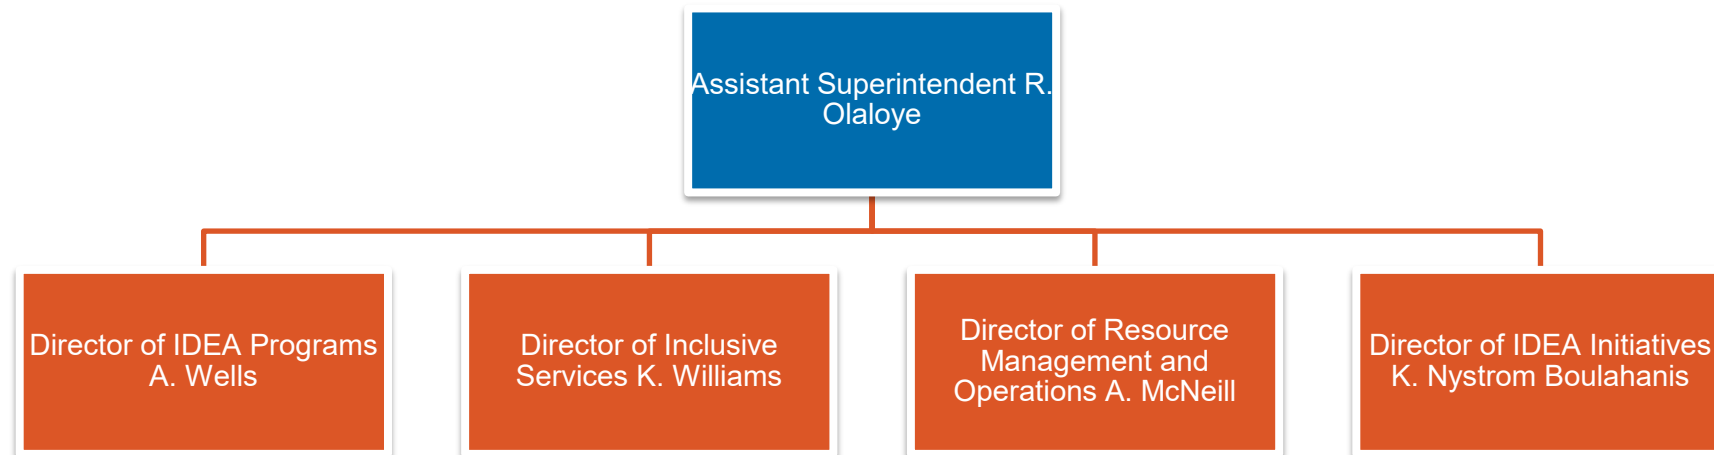 Assistant Superintendent R.
Olaloye
Director of IDEA Programs
A. Wells
Director of Inclusive
Services K. Williams
Director of Resource
Management and
Operations A. McNeill
Director of IDEA Initiatives
K. Nystrom Boulahanis